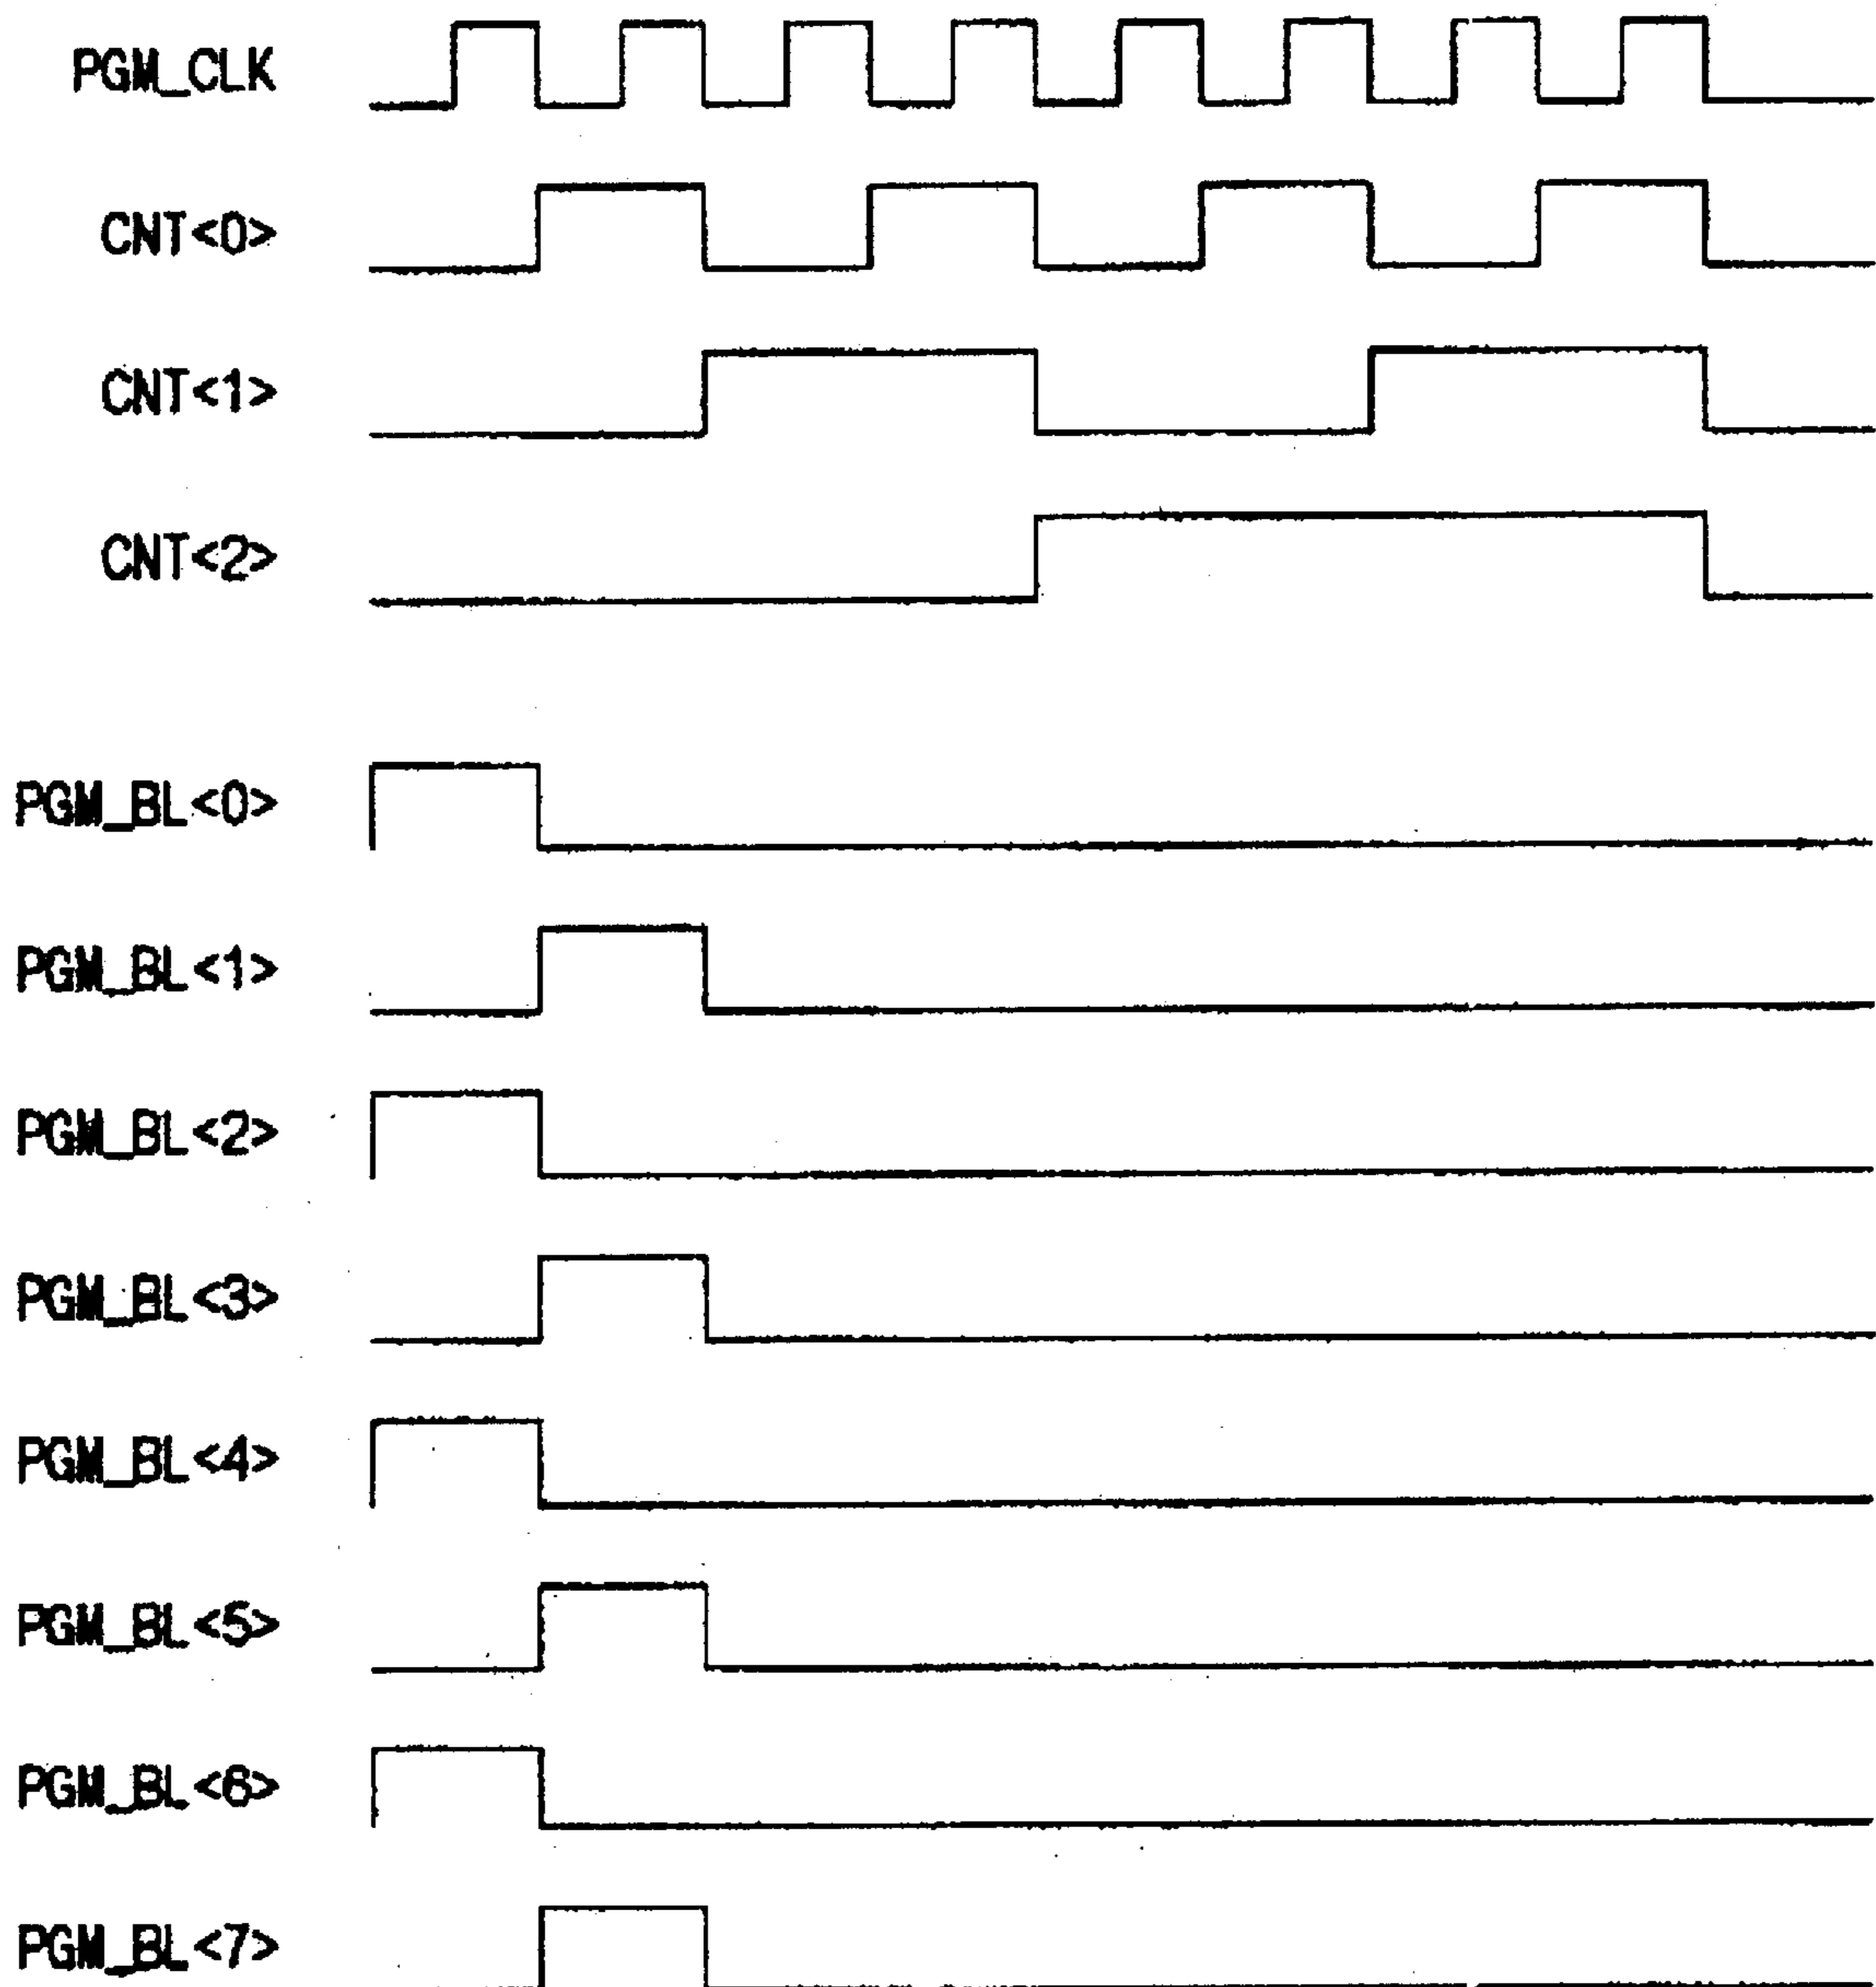 PGM_CLK
CNT<0>
CNT<1>
CNT<2>
PGM_BL<0>
PGM_BL<1>
PGM_BL<2>
PGM_BL<3>
PGM_BL<4>
PGM_BL<5>
PGM_BL<6>
PGM_BL<7>